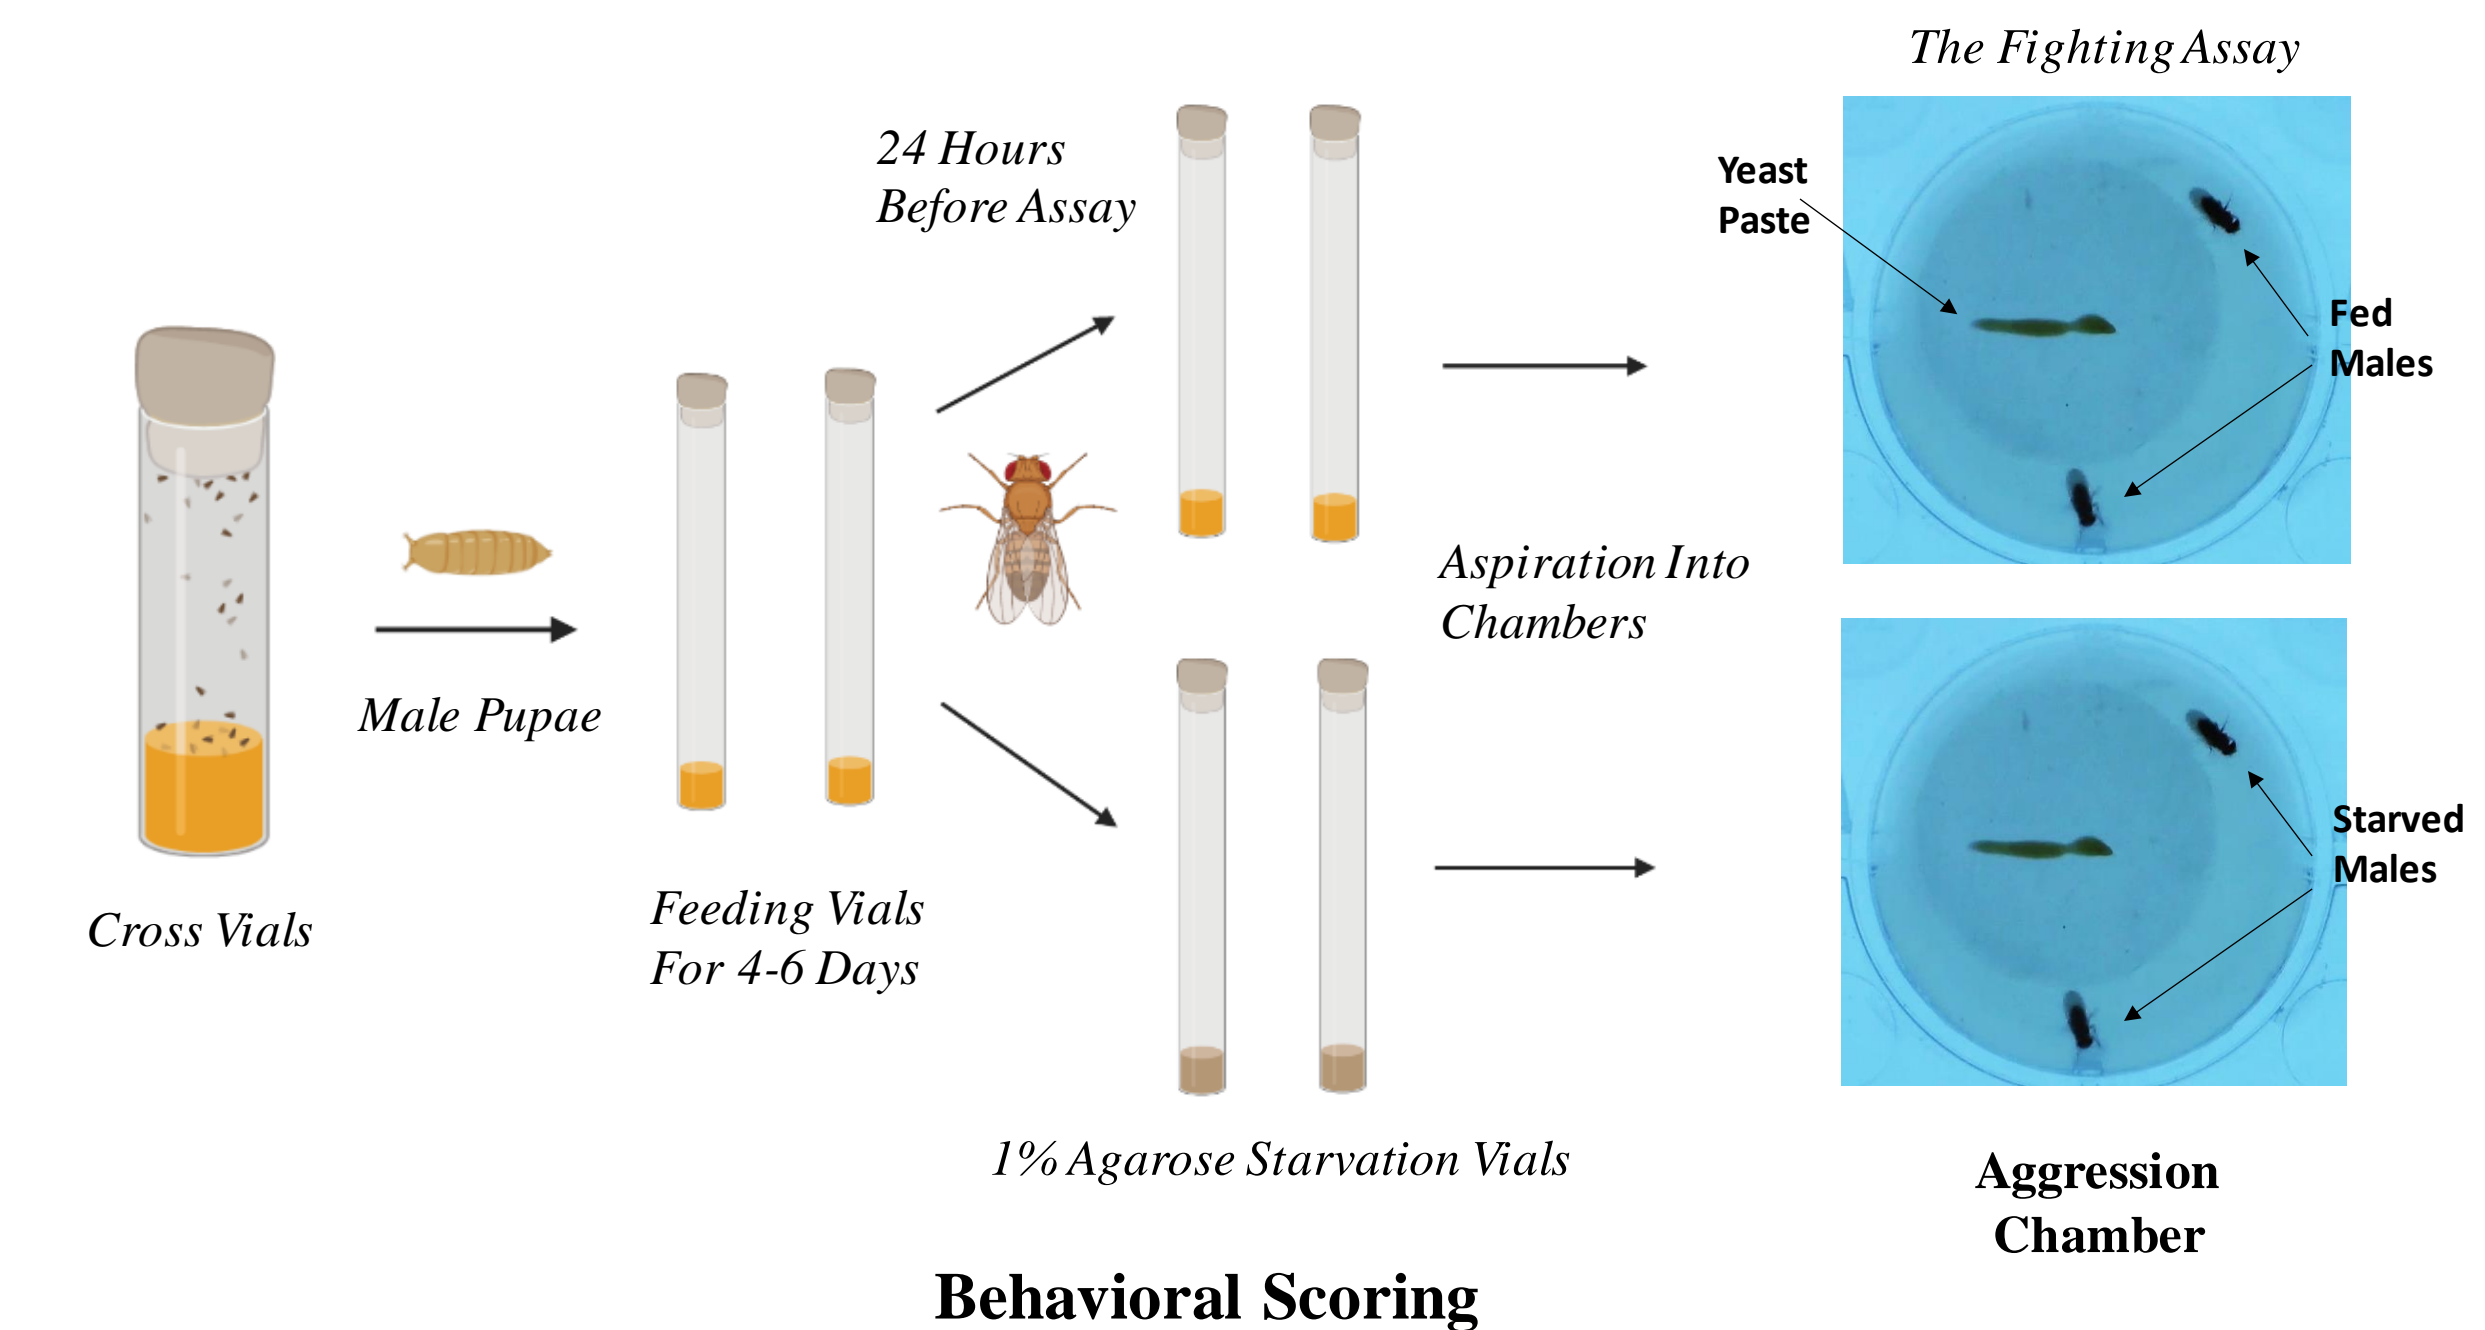 The Fighting Assay
24 Hours
Before Assay
Yeast
Paste
Fed
Males
Aspiration Into
Chambers
Male Pupae
Starved
Males
Feeding Vials
For 4-6 Days
Cross Vials
1% Agarose Starvation Vials
Aggression
Chamber
Behavioral Scoring